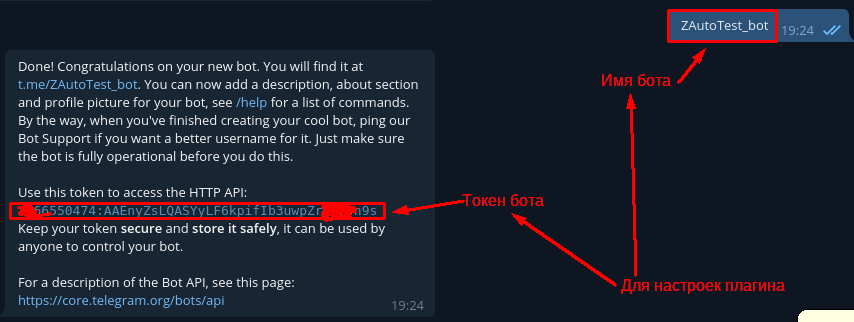 ZAutoTest_bot
19:24
Имя бота
Done! Congratulations on your new bot. You will find it at
t.me/ZAutoTest_bot. You can now add a description, about section
and profile picture for your bot, see /help for a list of commands.
By the way, when you've finished creating your cool bot, ping our
Bot Support if you want a better username for it. Just make sure
the bot is fully operational before you do this.
Use this token to access the HTTP API:
Токен бота
Keep your token secure and store it safely, it can be used by
anyone to control your bot.
For a description of the Bot API, see this page:
https://core.telegram.org/bots/api
19:24
Для настроек плагина